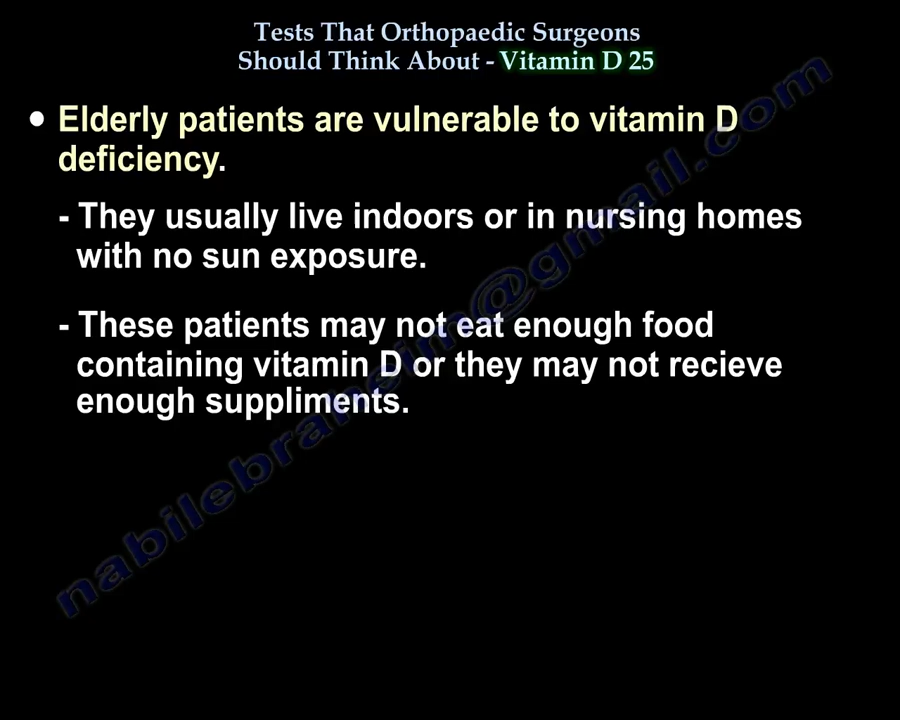 Tests That Orthopaedic Surgeons
Should Think About - Vitamin D 25
• Elderly patients are vulnerable to vitamin D
deficiency.
- They usually live indoors or in nursing homes
with no sun exposure.
- These patients may not eat enough food
containing vitamin D or they may not recieve
enough suppliments.
nabilebraheim@gmail.com